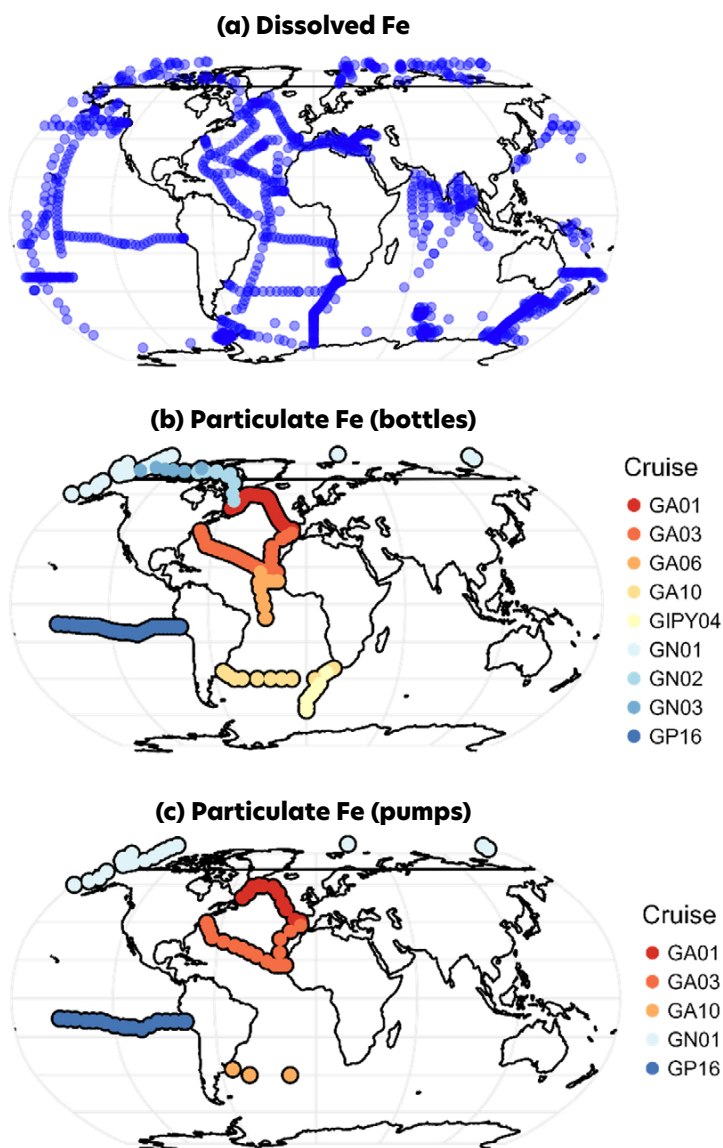 (a) Dissolved Fe
(b) Particulate Fe (bottles)
Cruise
GA01
GA03
GA06
GA10
GIPY04
GN01
GN02
GN03
GP16
(c) Particulate Fe (pumps)
Cruise
GA01
GA03
GA10
GN01
GP16